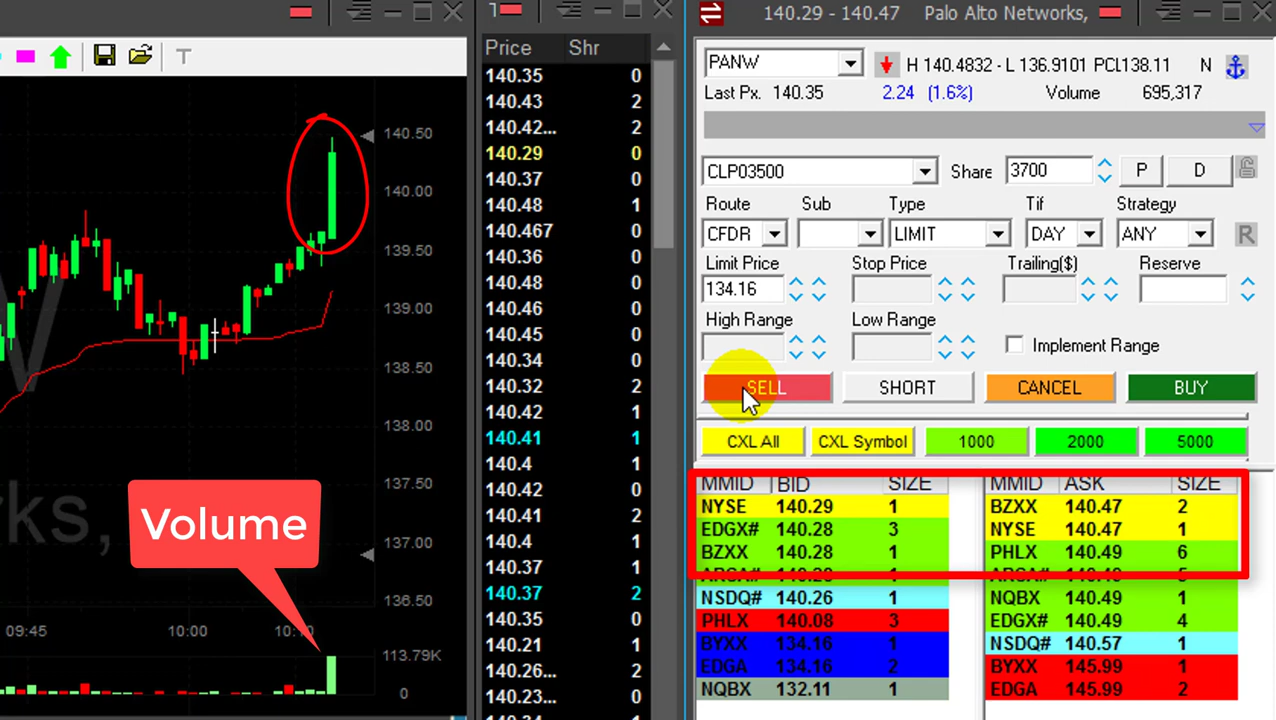 140.29 - 140.47 Palo Alto Networks,
PANW
H 140.4832 - L 136.9101 PCL138.11 N
Last Px. 140.35 2.24 (1.6%) Volume 695,317
CLP03500 Share 3700 P D
Route Sub Type Tif Strategy
CFDR LIMIT DAY ANY R
Limit Price Stop Price Trailing($) Reserve
134.16
High Range Low Range
Implement Range
SELL SHORT CANCEL BUY
CXL All CXL Symbol 1000 2000 5000
MMID BID SIZE MMID ASK SIZE
NYSE 140.29 1 BZXX 140.47 2
EDGX# 140.28 3 NYSE 140.47 1
BZXX 140.28 1 PHLX 140.49 6
ARCA# 140.28 1 ARCA# 140.49 5
NSDQ# 140.26 1 NQBX 140.49 1
PHLX 140.08 3 EDGX# 140.49 4
BYXX 134.16 1 NSDQ# 140.57 1
EDGA 134.16 2 BYXX 145.99 1
NQBX 132.11 1 EDGA 145.99 2
Price Shr
140.35 0
140.43 2
140.42... 2
140.29 0
140.37 0
140.48 1
140.467 0
140.36 0
140.48 0
140.45 0
140.34 0
140.32 2
140.42 1
140.41 1
140.4 1
140.42 0
140.41 2
140.4 1
140.37 1
140.37 2
140.35 0
140.21 1
140.26... 2
140.23... 0
140.34 0
T
140.50
140.00
139.50
139.00
138.50
138.00
137.50
137.00
136.50
Volume
09:45 10:00 10:10
113.79K
0
W
rks,